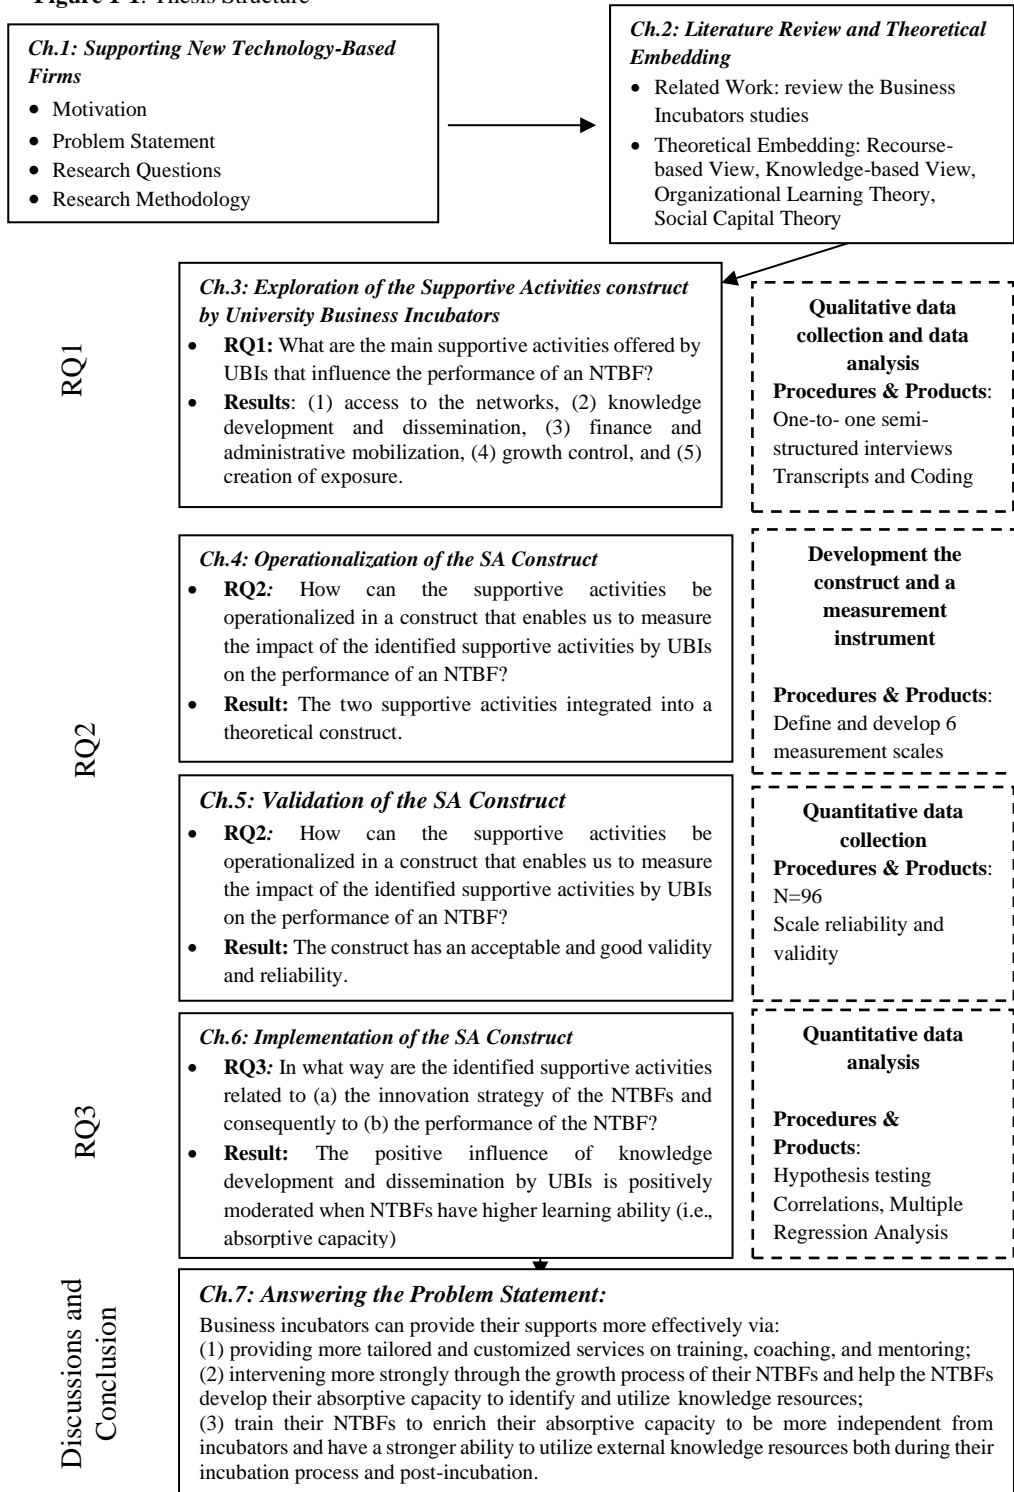 Figure 1-1: Thesis Structure
Ch.1: Supporting New Technology-Based
Firms
• Motivation
• Problem Statement
• Research Questions
• Research Methodology
Ch.2: Literature Review and Theoretical
Embedding
• Related Work: review the Business
Incubators studies
• Theoretical Embedding: Recourse-
based View, Knowledge-based View,
Organizational Learning Theory,
Social Capital Theory
RQ1
Ch.3: Exploration of the Supportive Activities construct
by University Business Incubators
• RQ1: What are the main supportive activities offered by
UBIs that influence the performance of an NTBF?
• Results: (1) access to the networks, (2) knowledge
development and dissemination, (3) finance and
administrative mobilization, (4) growth control, and (5)
creation of exposure.
Qualitative data
collection and data
analysis
Procedures & Products:
One-to- one semi-
structured interviews
Transcripts and Coding
RQ2
Ch.4: Operationalization of the SA Construct
• RQ2: How can the supportive activities be
operationalized in a construct that enables us to measure
the impact of the identified supportive activities by UBIs
on the performance of an NTBF?
• Result: The two supportive activities integrated into a
theoretical construct.
Development the
construct and a
measurement
instrument
Procedures & Products:
Define and develop 6
measurement scales
Ch.5: Validation of the SA Construct
• RQ2: How can the supportive activities be
operationalized in a construct that enables us to measure
the impact of the identified supportive activities by UBIs
on the performance of an NTBF?
• Result: The construct has an acceptable and good validity
and reliability.
Quantitative data
collection
Procedures & Products:
N=96
Scale reliability and
validity
RQ3
Ch.6: Implementation of the SA Construct
• RQ3: In what way are the identified supportive activities
related to (a) the innovation strategy of the NTBFs and
consequently to (b) the performance of the NTBF?
• Result: The positive influence of knowledge
development and dissemination by UBIs is positively
moderated when NTBFs have higher learning ability (i.e.,
absorptive capacity)
Quantitative data
analysis
Procedures &
Products:
Hypothesis testing
Correlations, Multiple
Regression Analysis
Discussions and
Conclusion
Ch.7: Answering the Problem Statement:
Business incubators can provide their supports more effectively via:
(1) providing more tailored and customized services on training, coaching, and mentoring;
(2) intervening more strongly through the growth process of their NTBFs and help the NTBFs
develop their absorptive capacity to identify and utilize knowledge resources;
(3) train their NTBFs to enrich their absorptive capacity to be more independent from
incubators and have a stronger ability to utilize external knowledge resources both during their
incubation process and post-incubation.